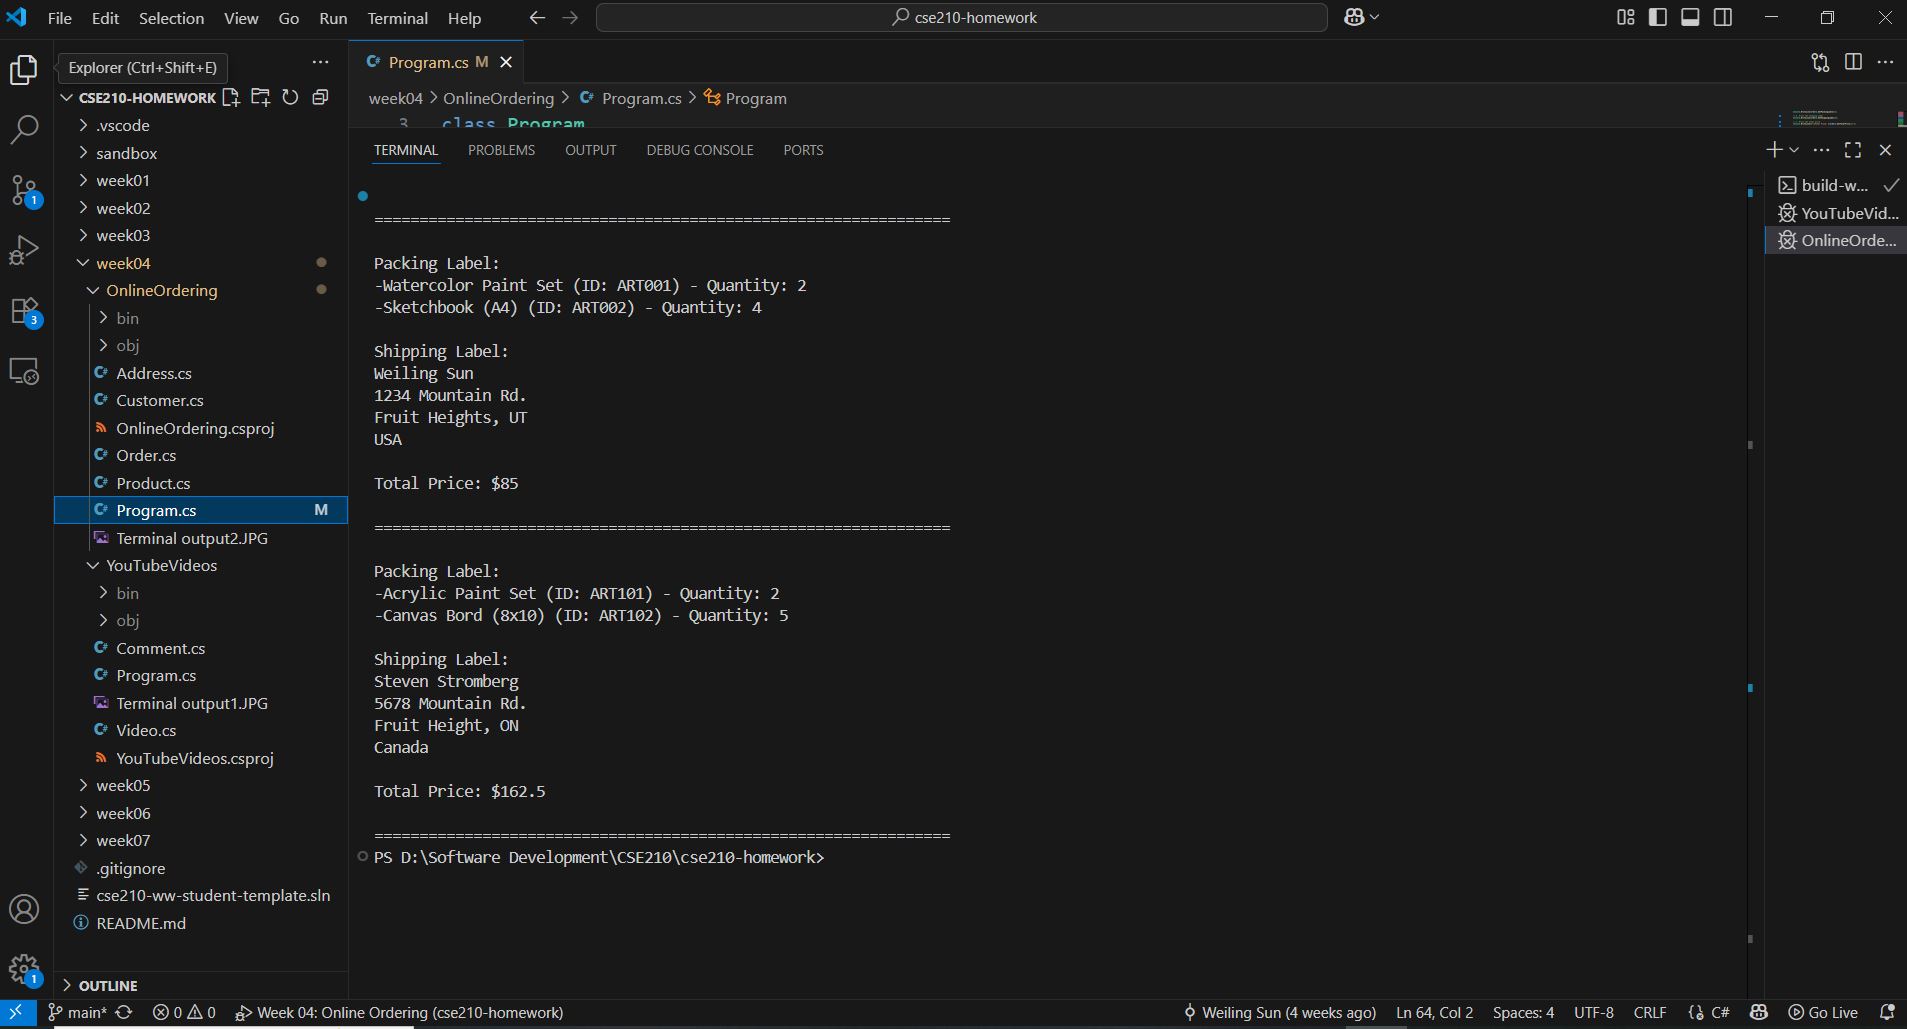 File Edit Selection View Go Run Terminal Help
cse210-homework
Explorer (Ctrl+Shift+E)
CSE210-HOMEWORK
.vscode
sandbox
week01
week02
week03
week04
OnlineOrdering
bin
obj
Address.cs
Customer.cs
OnlineOrdering.csproj
Order.cs
Product.cs
Program.cs M
Terminal output2.JPG
YouTubeVideos
bin
obj
Comment.cs
Program.cs
Terminal output1.JPG
Video.cs
YouTubeVideos.csproj
week05
week06
week07
.gitignore
cse210-ww-student-template.sln
README.md
OUTLINE
Program.cs M
week04 > OnlineOrdering > Program.cs > Program
3 class Program
TERMINAL PROBLEMS OUTPUT DEBUG CONSOLE PORTS
================================================================
Packing Label:
-Watercolor Paint Set (ID: ART001) - Quantity: 2
-Sketchbook (A4) (ID: ART002) - Quantity: 4
Shipping Label:
Weiling Sun
1234 Mountain Rd.
Fruit Heights, UT
USA
Total Price: $85
================================================================
Packing Label:
-Acrylic Paint Set (ID: ART101) - Quantity: 2
-Canvas Bord (8x10) (ID: ART102) - Quantity: 5
Shipping Label:
Steven Stromberg
5678 Mountain Rd.
Fruit Height, ON
Canada
Total Price: $162.5
================================================================
PS D:\Software Development\CSE210\cse210-homework>
build-w...
YouTubeVid...
OnlineOrde...
1
3
1
main* 0 0 Week 04: Online Ordering (cse210-homework)
Weiling Sun (4 weeks ago) Ln 64, Col 2 Spaces: 4 UTF-8 CRLF C# Go Live